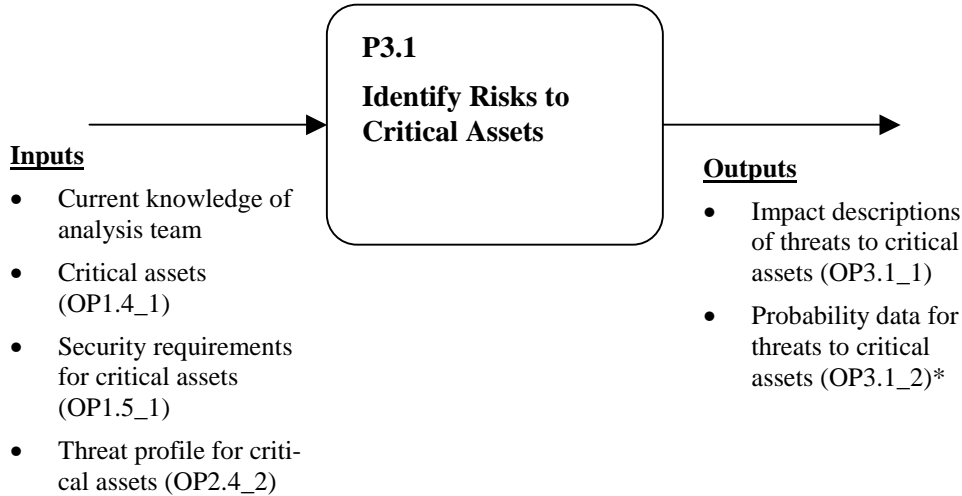 P3.1
Identify Risks to
Critical Assets
Inputs
• Current knowledge of
analysis team
• Critical assets
(OP1.4_1)
• Security requirements
for critical assets
(OP1.5_1)
• Threat profile for criti-
cal assets (OP2.4_2)
Outputs
• Impact descriptions
of threats to critical
assets (OP3.1_1)
• Probability data for
threats to critical
assets (OP3.1_2)*